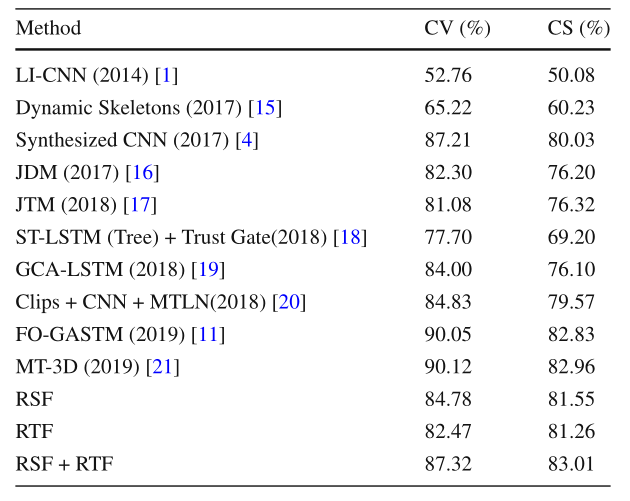 Method CV (%) CS (%)
LI-CNN (2014) [1] 52.76 50.08
Dynamic Skeletons (2017) [15] 65.22 60.23
Synthesized CNN (2017) [4] 87.21 80.03
JDM (2017) [16] 82.30 76.20
JTM (2018) [17] 81.08 76.32
ST-LSTM (Tree) + Trust Gate(2018) [18] 77.70 69.20
GCA-LSTM (2018) [19] 84.00 76.10
Clips + CNN + MTLN(2018) [20] 84.83 79.57
FO-GASTM (2019) [11] 90.05 82.83
MT-3D (2019) [21] 90.12 82.96
RSF 84.78 81.55
RTF 82.47 81.26
RSF + RTF 87.32 83.01